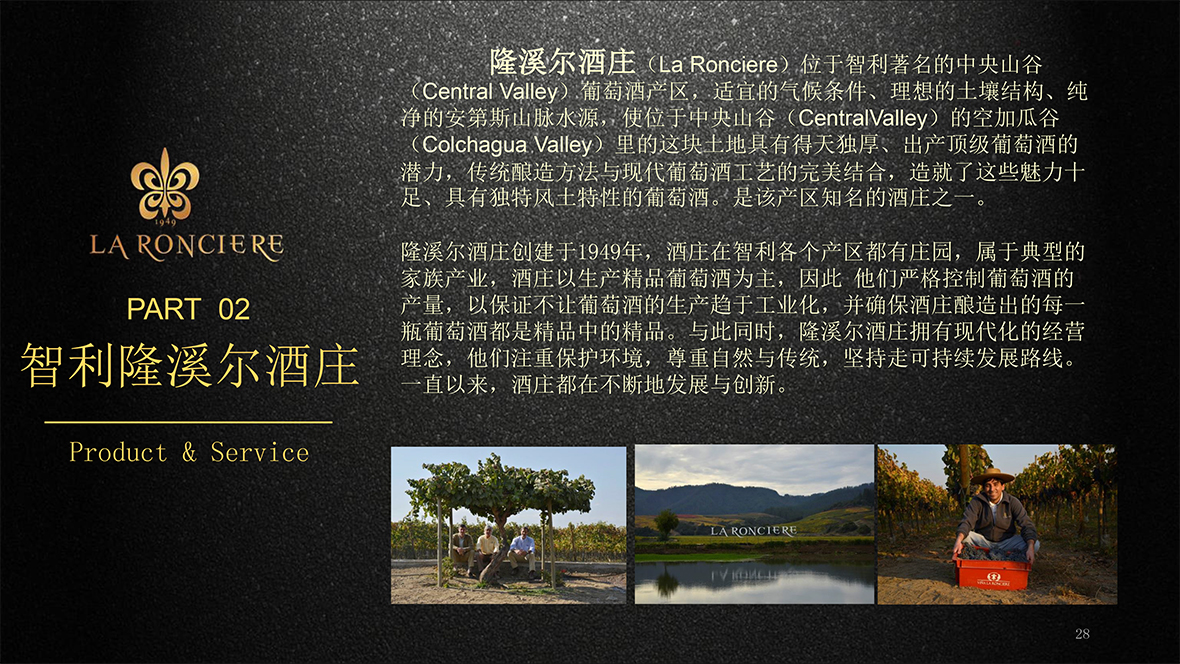 1949
LA RONCIERE
PART 02
智利隆溪尔酒庄
Product & Service
隆溪尔酒庄（La Ronciere）位于智利著名的中央山谷
（Central Valley）葡萄酒产区，适宜的气候条件、理想的土壤结构、纯
净的安第斯山脉水源，使位于中央山谷（CentralValley）的空加瓜谷
（Colchagua Valley）里的这块土地具有得天独厚、出产顶级葡萄酒的
潜力，传统酿造方法与现代葡萄酒工艺的完美结合，造就了这些魅力十
足、具有独特风土特性的葡萄酒。是该产区知名的酒庄之一。
隆溪尔酒庄创建于1949年，酒庄在智利各个产区都有庄园，属于典型的
家族产业，酒庄以生产精品葡萄酒为主，因此 他们严格控制葡萄酒的
产量，以保证不让葡萄酒的生产趋于工业化，并确保酒庄酿造出的每一
瓶葡萄酒都是精品中的精品。与此同时，隆溪尔酒庄拥有现代化的经营
理念，他们注重保护环境，尊重自然与传统，坚持走可持续发展路线。
一直以来，酒庄都在不断地发展与创新。
LA RONCIERE
VIÑA LA RONCIERE
28